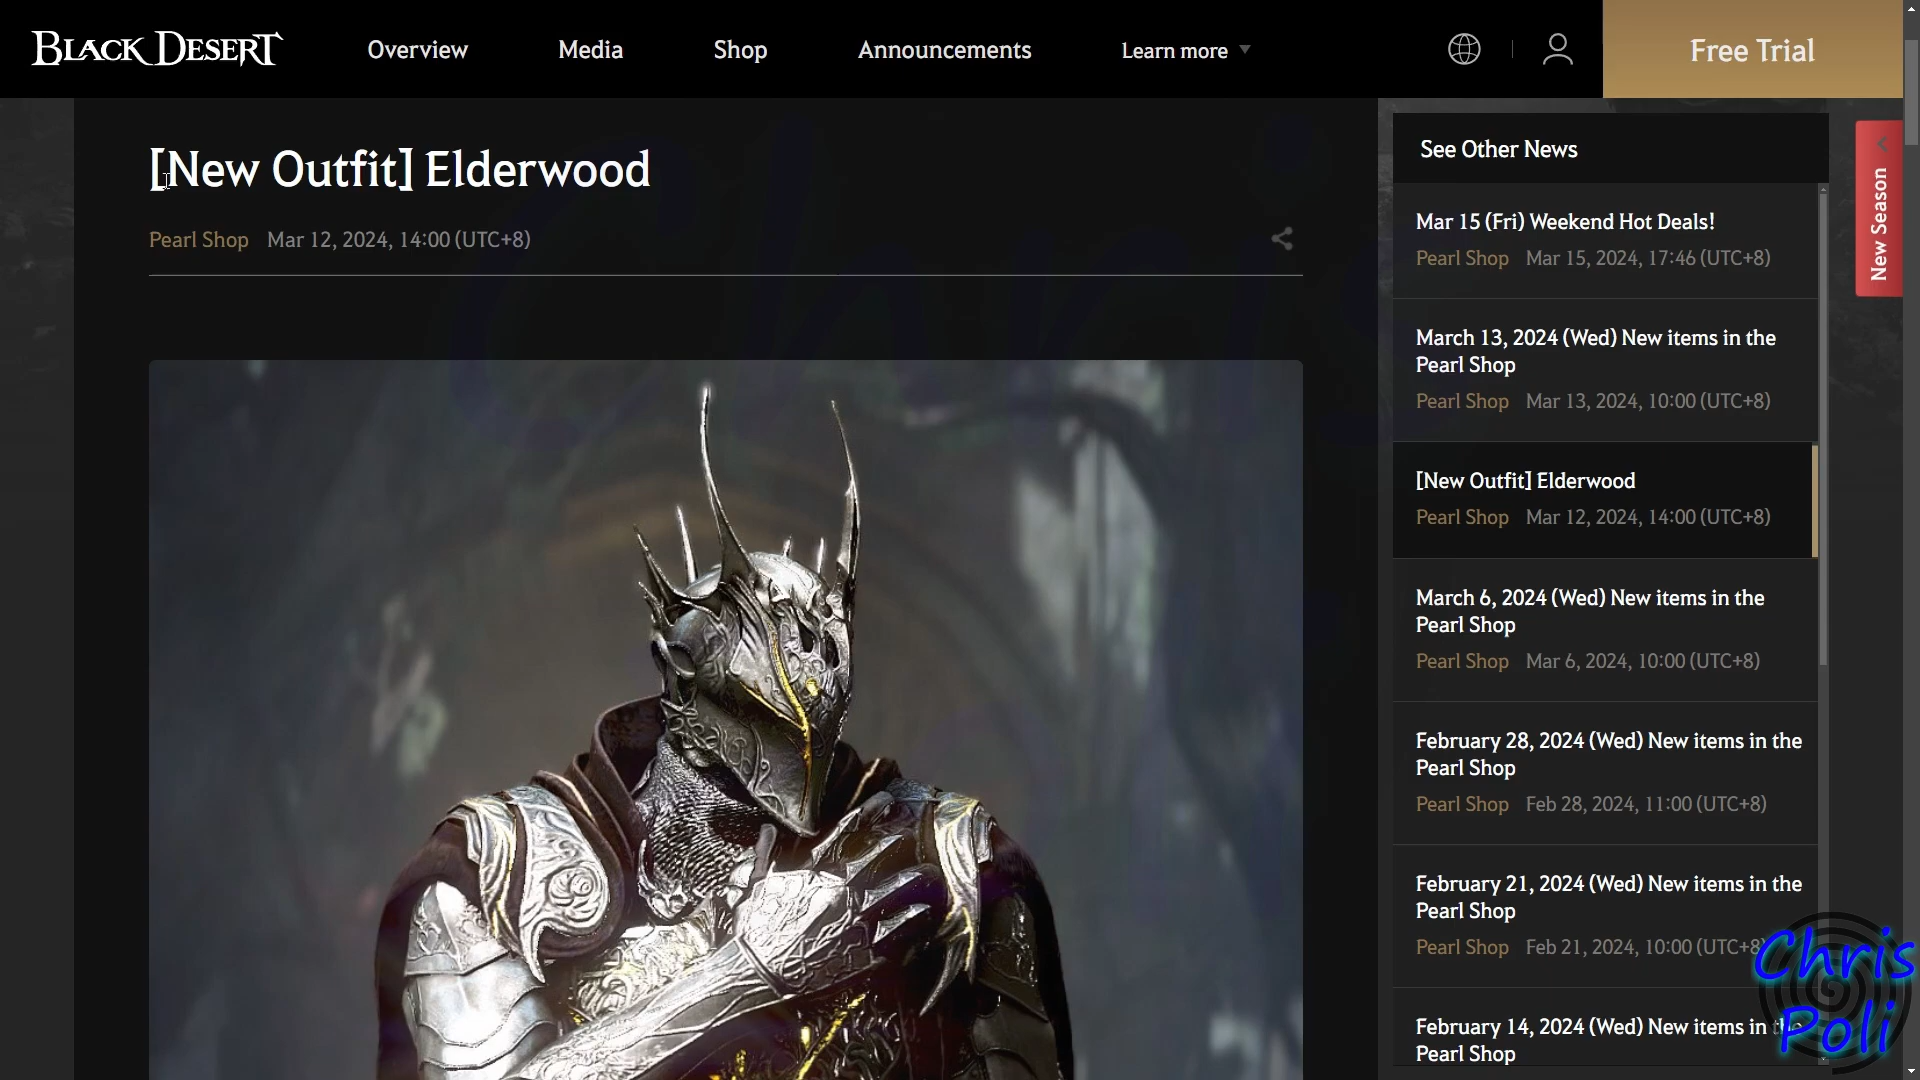 BLACK DESERT
Overview
Media
Shop
Announcements
Learn more
Free Trial
[New Outfit] Elderwood
Pearl Shop Mar 12, 2024, 14:00 (UTC+8)
See Other News
Mar 15 (Fri) Weekend Hot Deals!
Pearl Shop Mar 15, 2024, 17:46 (UTC+8)
March 13, 2024 (Wed) New items in the
Pearl Shop
Pearl Shop Mar 13, 2024, 10:00 (UTC+8)
[New Outfit] Elderwood
Pearl Shop Mar 12, 2024, 14:00 (UTC+8)
March 6, 2024 (Wed) New items in the
Pearl Shop
Pearl Shop Mar 6, 2024, 10:00 (UTC+8)
February 28, 2024 (Wed) New items in the
Pearl Shop
Pearl Shop Feb 28, 2024, 11:00 (UTC+8)
February 21, 2024 (Wed) New items in the
Pearl Shop
Pearl Shop Feb 21, 2024, 10:00 (UTC+8)
February 14, 2024 (Wed) New items in the
Pearl Shop
New Season
Chris
Poli